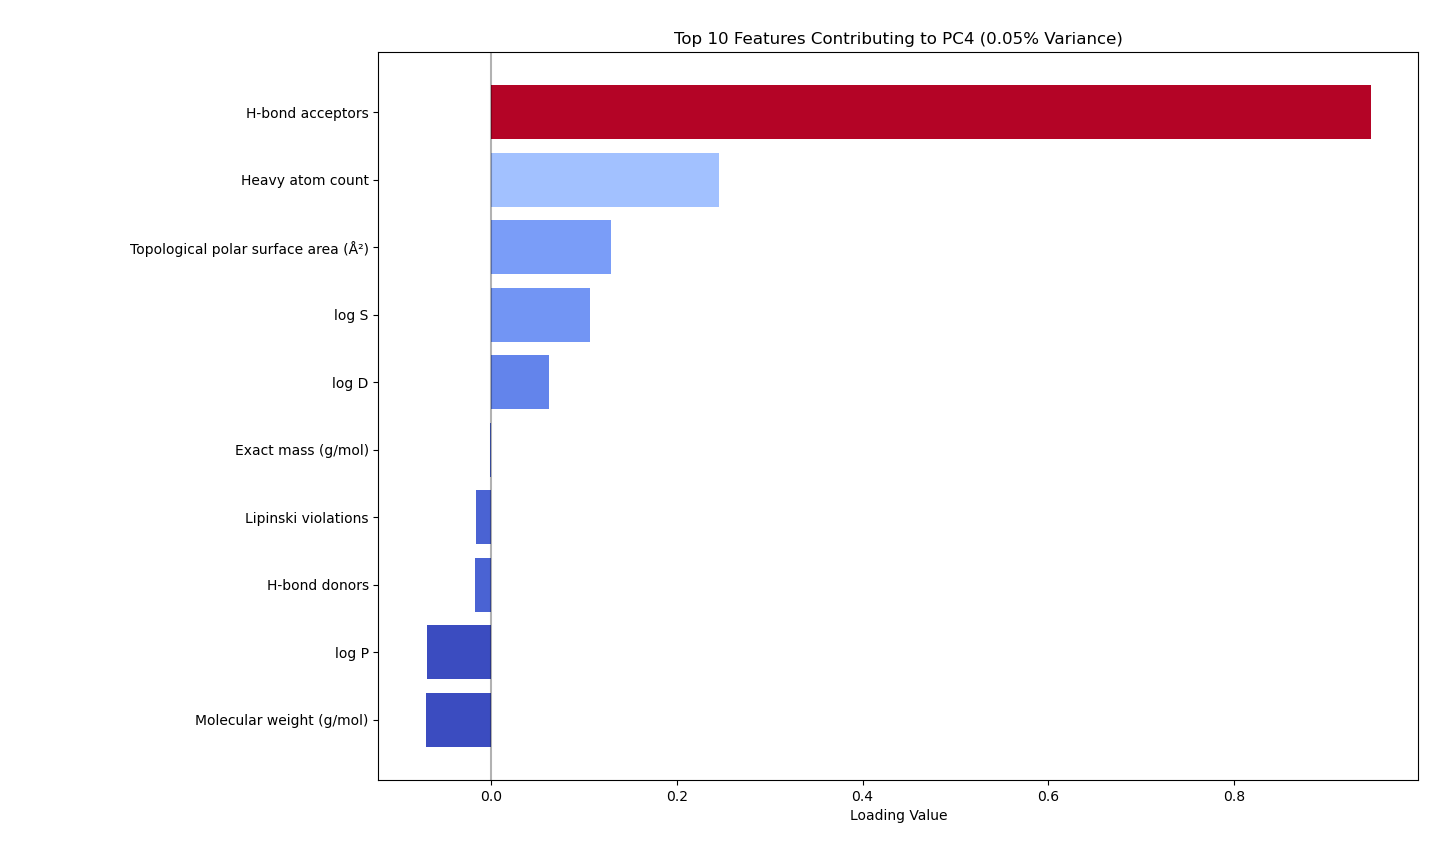 Top 10 Features Contributing to PC4 (0.05% Variance)
H-bond acceptors
Heavy atom count
Topological polar surface area (Å²)
log S
log D
Exact mass (g/mol)
Lipinski violations
H-bond donors
log P
Molecular weight (g/mol)
0.0 0.2 0.4 0.6 0.8
Loading Value